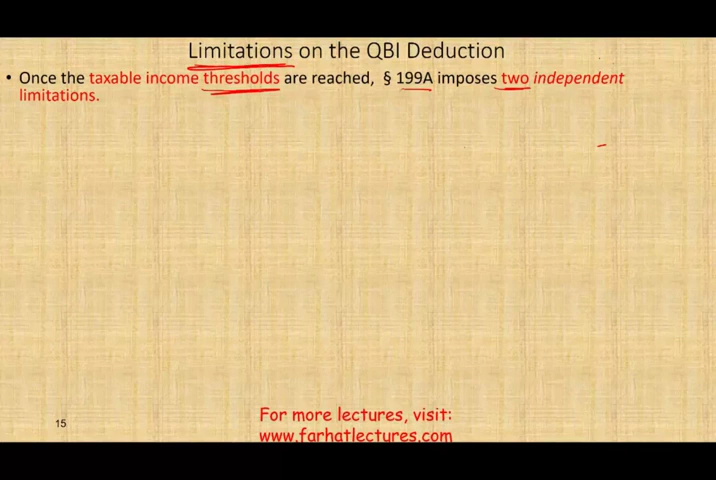 Limitations on the QBI Deduction
• Once the taxable income thresholds are reached, § 199A imposes two independent
limitations.
For more lectures, visit:
15
www.farhatlectures.com